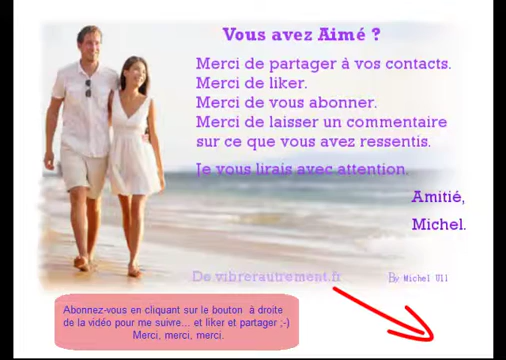 Vous avez Aimé ?
Merci de partager à vos contacts.
Merci de liker.
Merci de vous abonner.
Merci de laisser un commentaire
sur ce que vous avez ressentis.
Je vous lirais avec attention.
Amitié,
Michel.
De vibrerautrement.fr
By Michel Ull
Abonnez-vous en cliquant sur le bouton à droite
de la vidéo pour me suivre... et liker et partager ;-)
Merci, merci, merci.